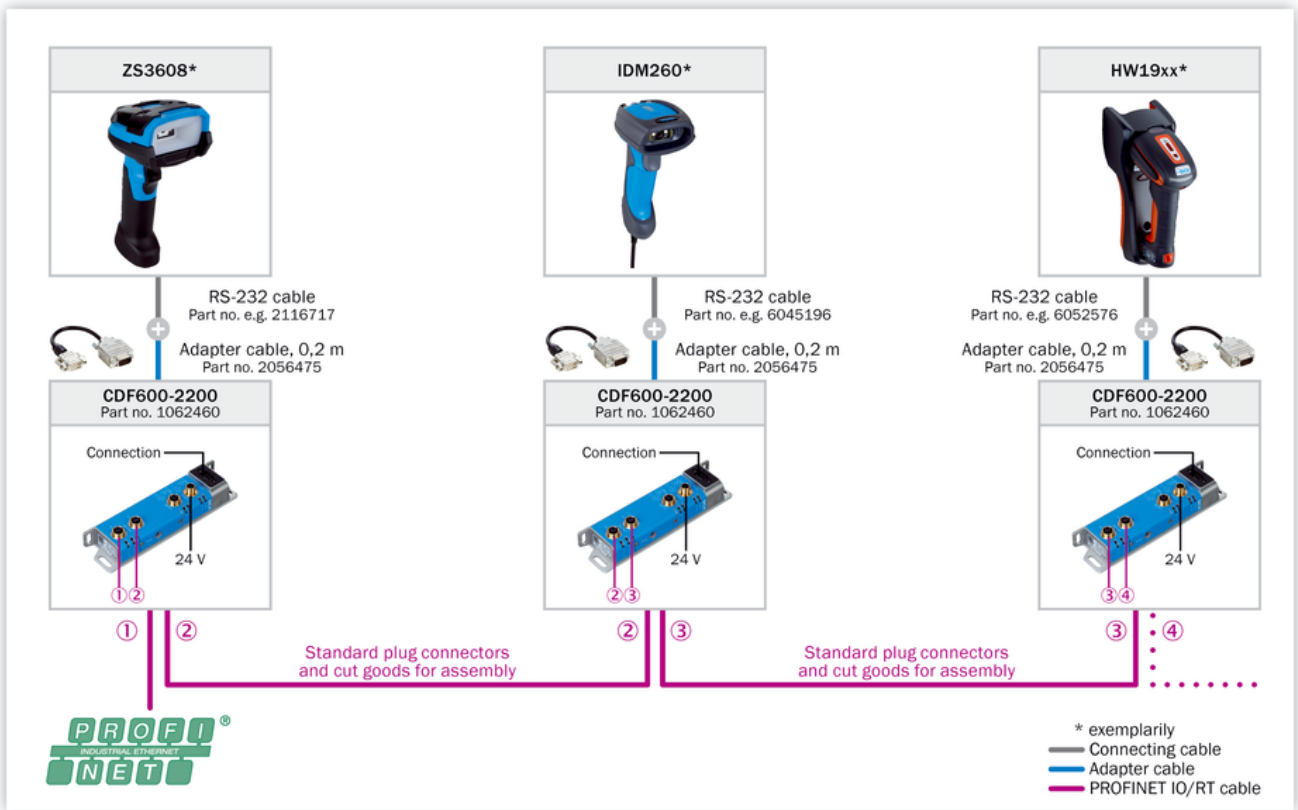 ZS3608*
IDM260*
HW19xx*
RS-232 cable
Part no. e.g. 2116717
Adapter cable, 0,2 m
Part no. 2056475
RS-232 cable
Part no. e.g. 6045196
Adapter cable, 0,2 m
Part no. 2056475
RS-232 cable
Part no. e.g. 6052576
Adapter cable, 0,2 m
Part no. 2056475
CDF600-2200
Part no. 1062460
Connection
24 V
①②
CDF600-2200
Part no. 1062460
Connection
24 V
②③
CDF600-2200
Part no. 1062460
Connection
24 V
③④
① ②
② ③
③ ④
Standard plug connectors
and cut goods for assembly
Standard plug connectors
and cut goods for assembly
PROFI®
INDUSTRIAL ETHERNET
NET
* exemplarily
Connecting cable
Adapter cable
PROFINET IO/RT cable